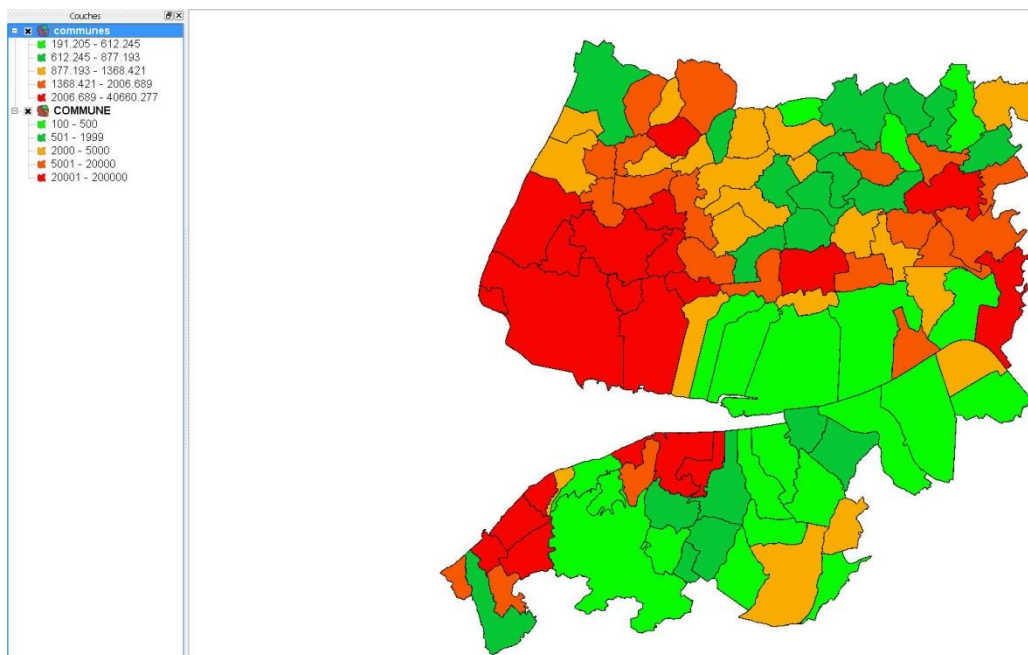 Couches
communes
191.205 - 612.245
612.245 - 877.193
877.193 - 1368.421
1368.421 - 2006.689
2006.689 - 40660.277
COMMUNE
100 - 500
501 - 1999
2000 - 5000
5001 - 20000
20001 - 200000